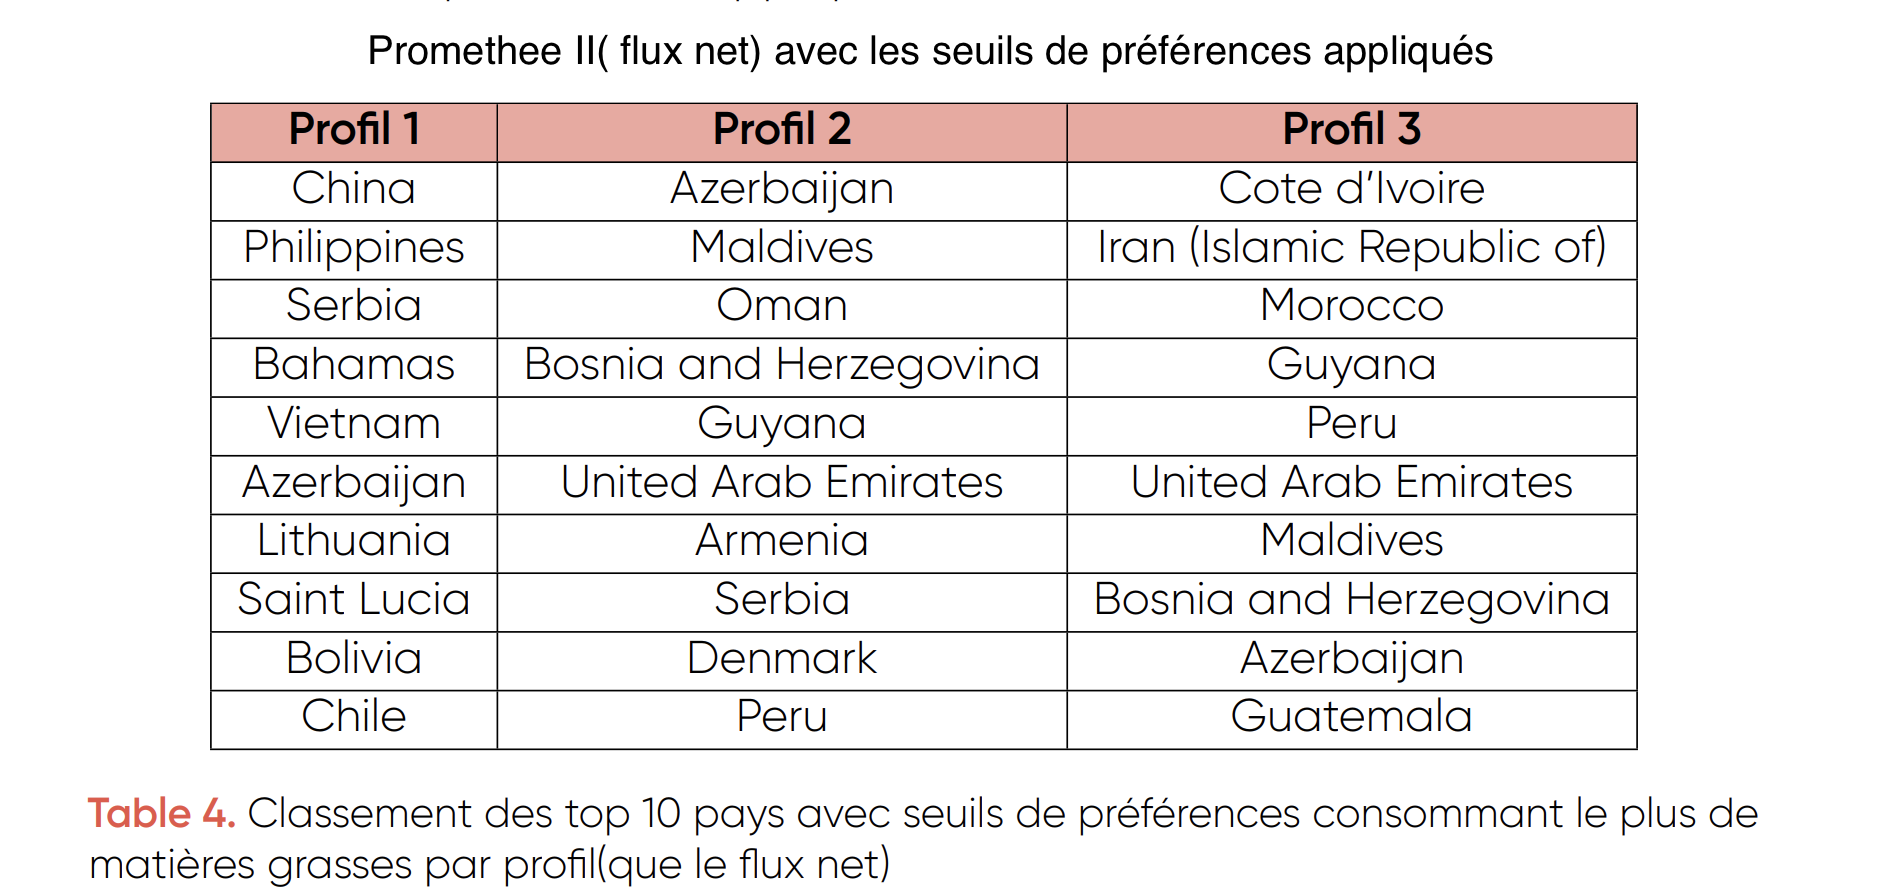 Promethee II( flux net) avec les seuils de préférences appliqués
Profil 1 Profil 2 Profil 3
China Azerbaijan Cote d’Ivoire
Philippines Maldives Iran (Islamic Republic of)
Serbia Oman Morocco
Bahamas Bosnia and Herzegovina Guyana
Vietnam Guyana Peru
Azerbaijan United Arab Emirates United Arab Emirates
Lithuania Armenia Maldives
Saint Lucia Serbia Bosnia and Herzegovina
Bolivia Denmark Azerbaijan
Chile Peru Guatemala
Table 4. Classement des top 10 pays avec seuils de préférences consommant le plus de
matières grasses par profil(que le flux net)